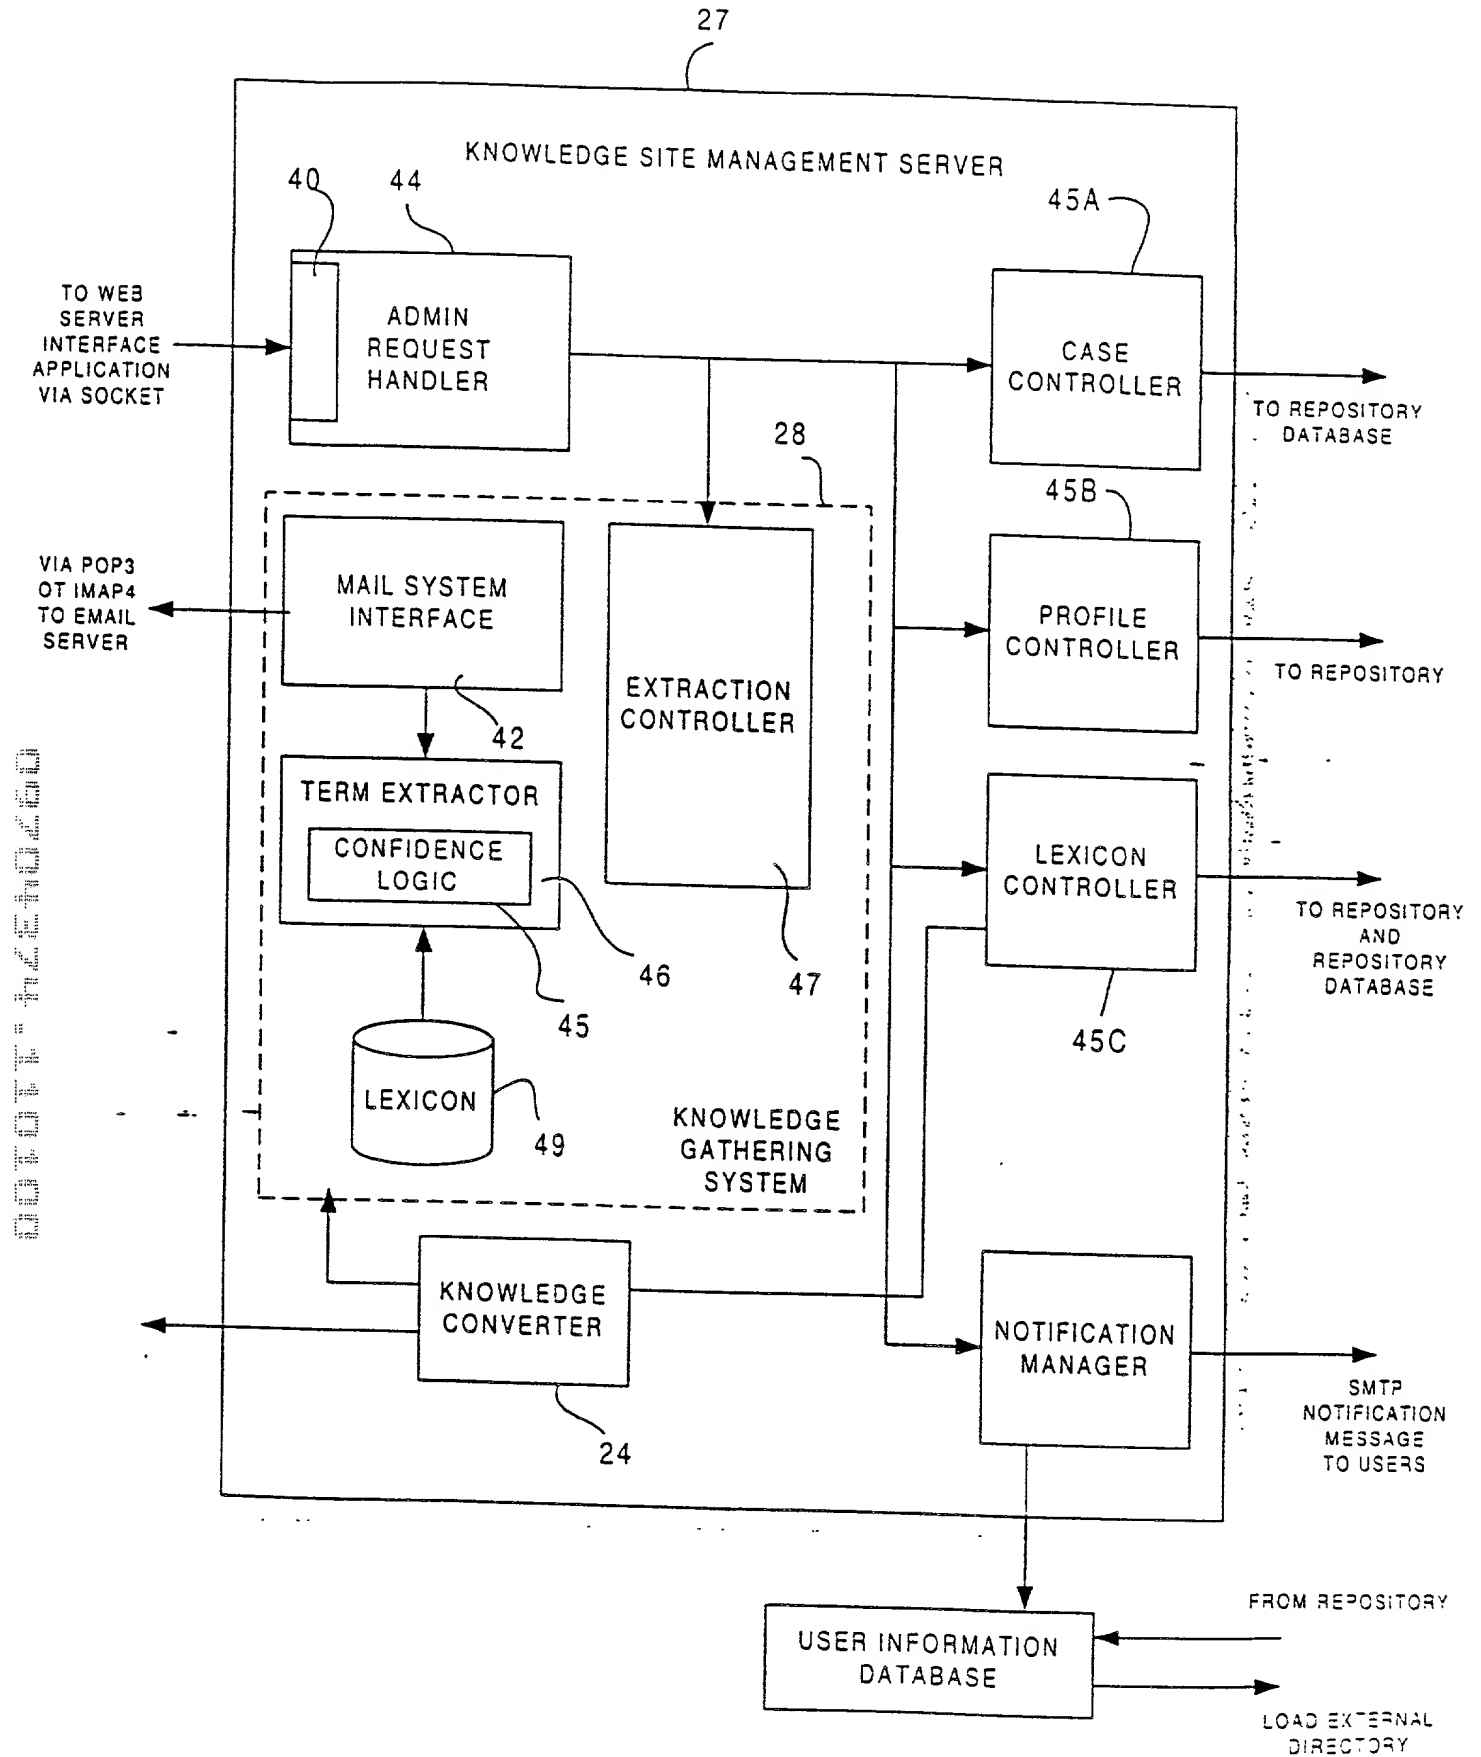 27
KNOWLEDGE SITE MANAGEMENT SERVER
40
44
45A
TO WEB
SERVER
INTERFACE
APPLICATION
VIA SOCKET
ADMIN
REQUEST
HANDLER
CASE
CONTROLLER
TO REPOSITORY
DATABASE
28
45B
VIA POP3
OT IMAP4
TO EMAIL
SERVER
MAIL SYSTEM
INTERFACE
42
EXTRACTION
CONTROLLER
47
PROFILE
CONTROLLER
TO REPOSITORY
TERM EXTRACTOR
CONFIDENCE
LOGIC
46
45
LEXICON
CONTROLLER
45C
TO REPOSITORY
AND
REPOSITORY
DATABASE
LEXICON
49
KNOWLEDGE
GATHERING
SYSTEM
KNOWLEDGE
CONVERTER
24
NOTIFICATION
MANAGER
SMTP
NOTIFICATION
MESSAGE
TO USERS
USER INFORMATION
DATABASE
FROM REPOSITORY
LOAD EXTERNAL
DIRECTORY